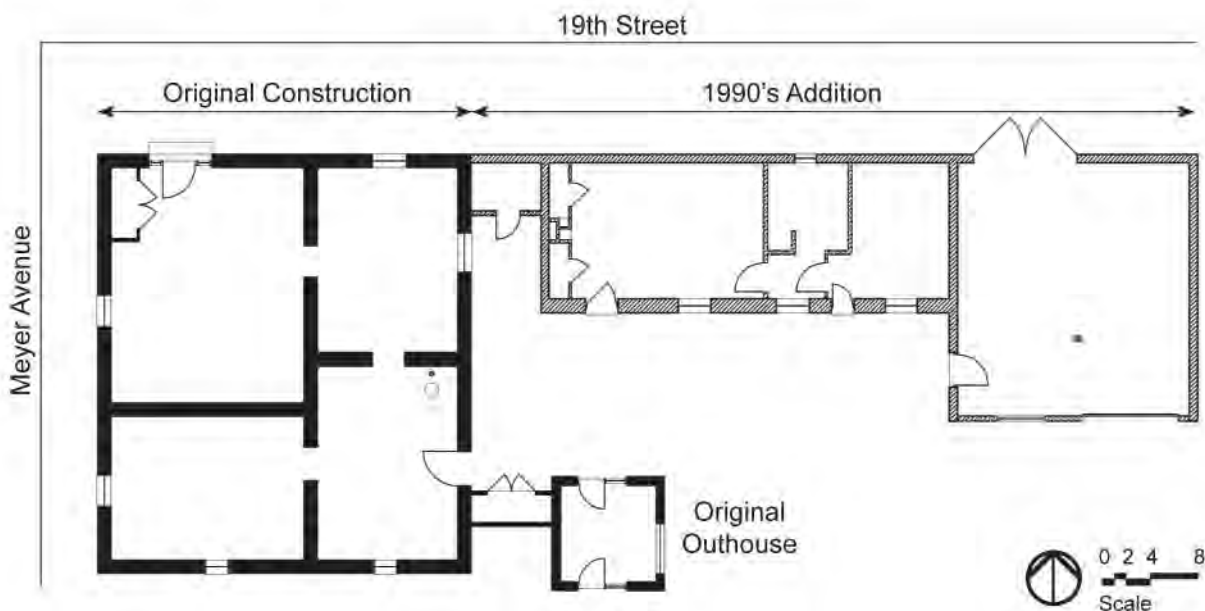 19th Street
Original Construction
1990's Addition
Meyer Avenue
Original
Outhouse
0 2 4 8
Scale